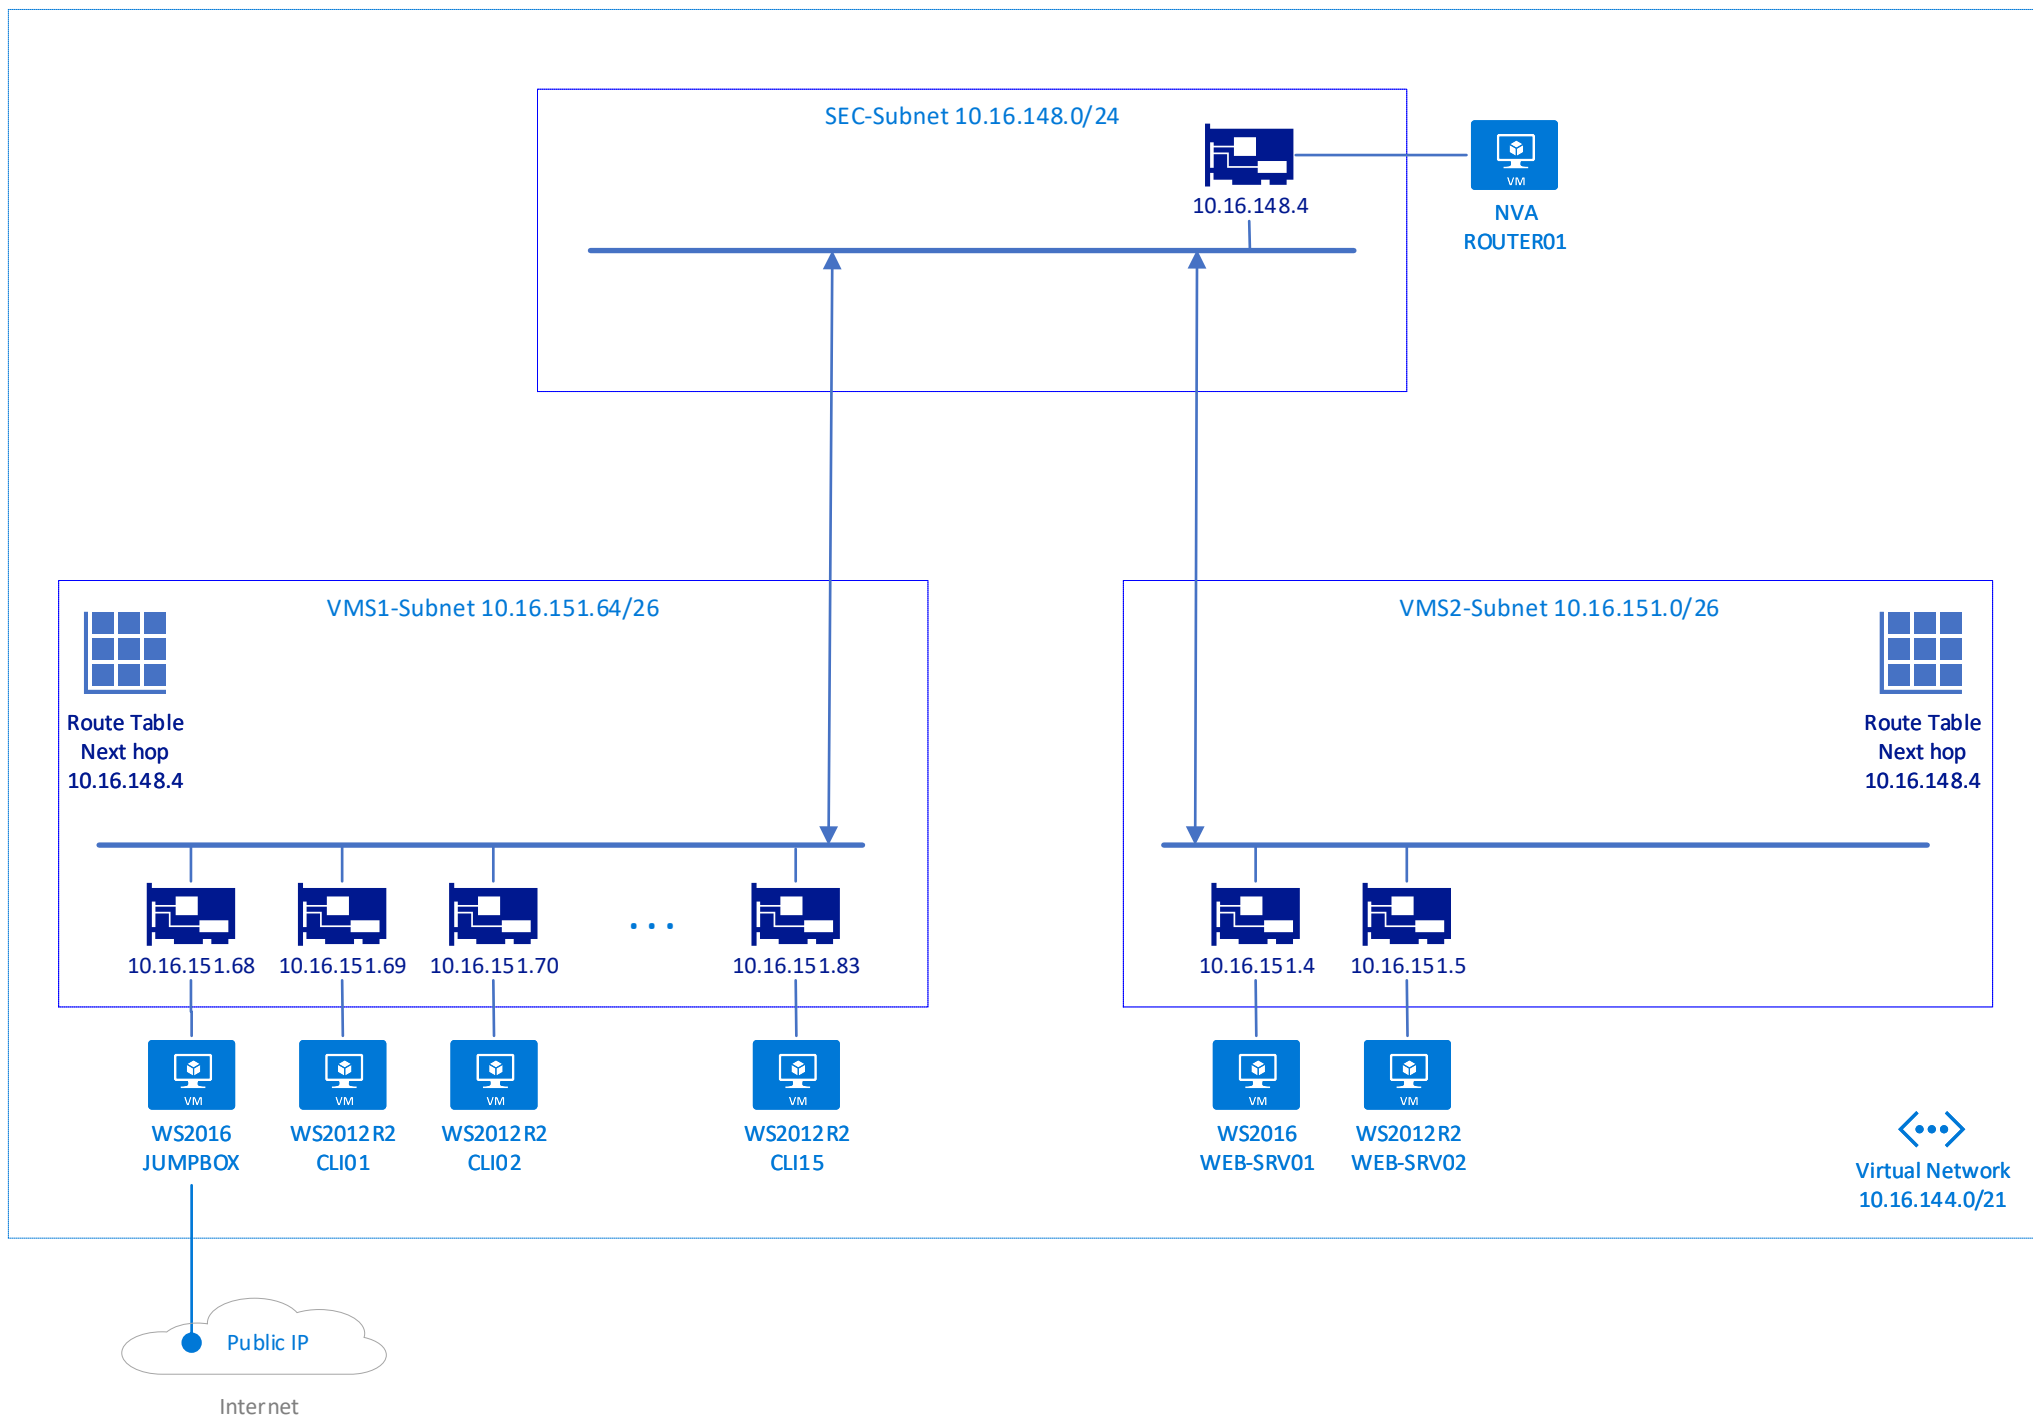 SEC-Subnet 10.16.148.0/24
VM
10.16.148.4
NVA
ROUTER01
VMS1-Subnet 10.16.151.64/26
Route Table
Next hop
10.16.148.4
VMS2-Subnet 10.16.151.0/26
Route Table
Next hop
10.16.148.4
...
10.16.151.68 10.16.151.69 10.16.151.70 10.16.151.83
10.16.151.4 10.16.151.5
VM
WS2016
JUMPBOX
VM
WS2012R2
CLI01
VM
WS2012R2
CLI02
VM
WS2012R2
CLI15
VM
WS2016
WEB-SRV01
VM
WS2012R2
WEB-SRV02
Virtual Network
10.16.144.0/21
Public IP
Internet